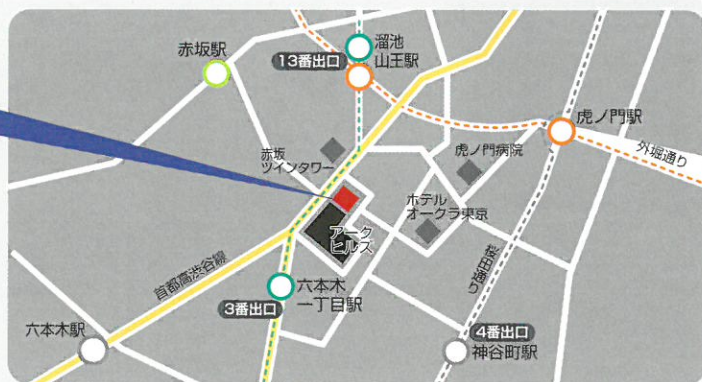 赤坂駅
13番出口
溜池
山王駅
虎ノ門駅
外堀通り
赤坂
ツインタワー
虎ノ門病院
ホテル
オークラ東京
アーク
ヒルズ
桜田通り
首都高渋谷線
六本木
一丁目駅
3番出口
六本木駅
4番出口
神谷町駅